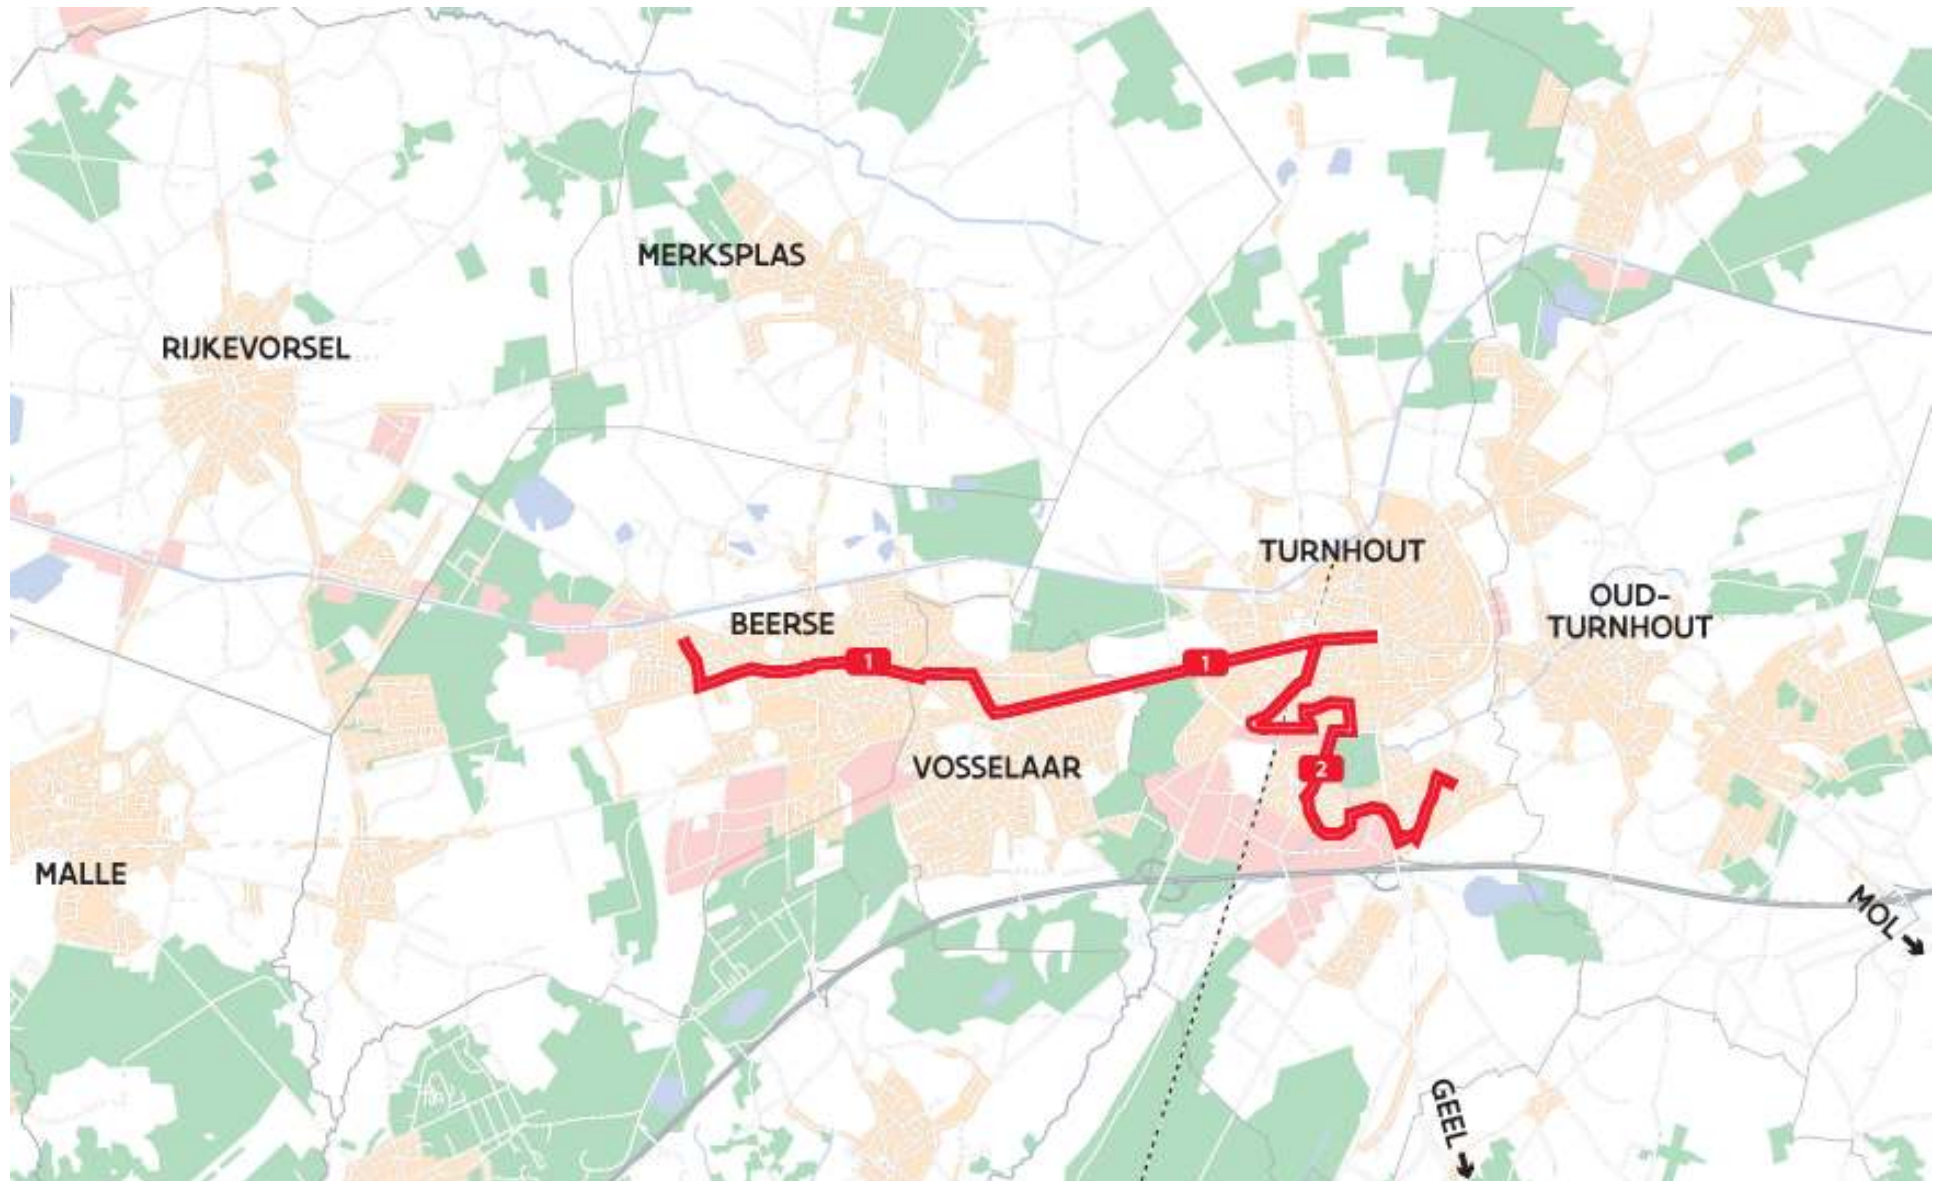 MERKSPLAS
RIJKEVORSEL
TURNHOUT
OUD-
TURNHOUT
BEERSE
1
1
VOSSELAAR
2
MALLE
MOL
GEEL